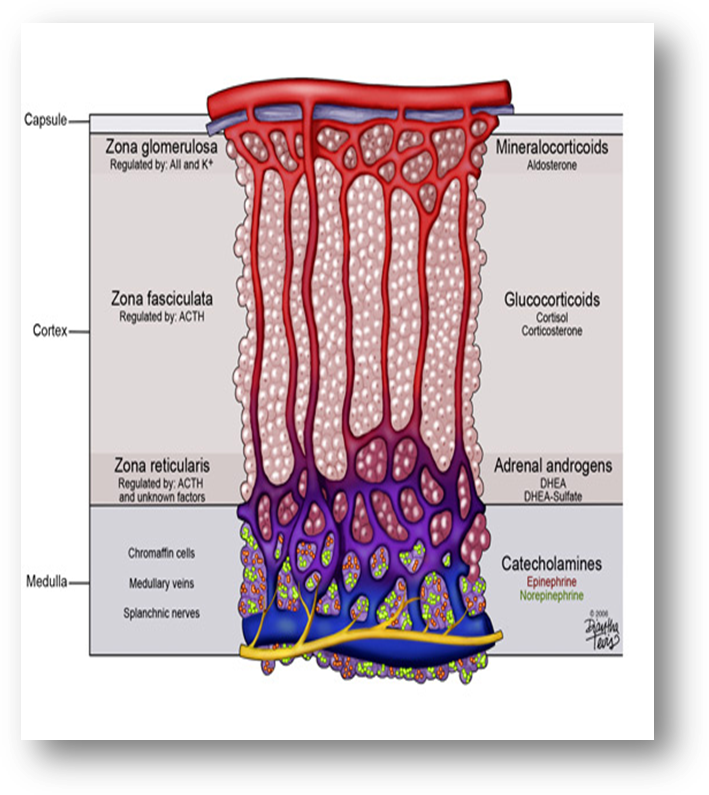 Capsule
Zona glomerulosa
Regulated by: AII and K⁺
Mineralocorticoids
Aldosterone
Cortex
Zona fasciculata
Regulated by: ACTH
Glucocorticoids
Cortisol
Corticosterone
Zona reticularis
Regulated by: ACTH
and unknown factors
Adrenal androgens
DHEA
DHEA-Sulfate
Medulla
Chromaffin cells
Medullary veins
Splanchnic nerves
Catecholamines
Epinephrine
Norepinephrine
© 2006